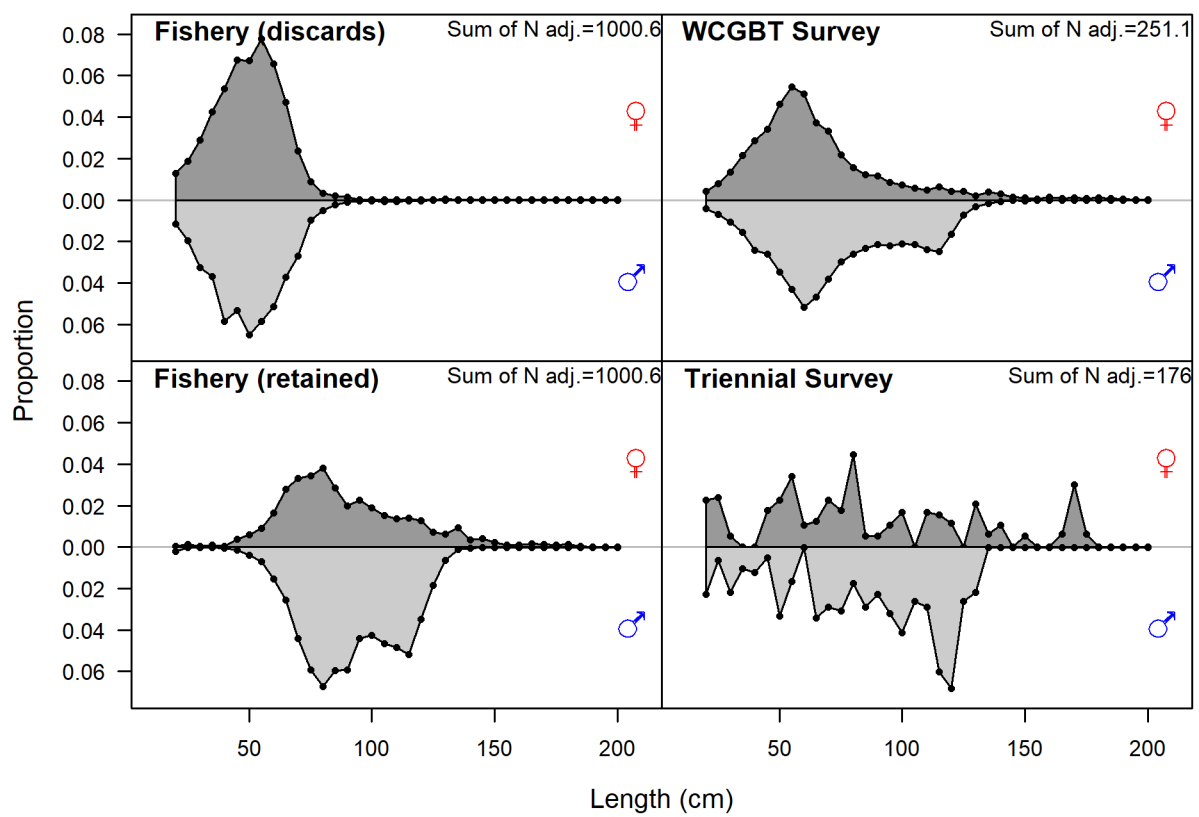 Fishery (discards)
Sum of N adj.=1000.6
WCGBT Survey
Sum of N adj.=251.1
0.08
0.06
0.04
0.02
0.00
0.02
0.04
0.06
♀
♂
♀
♂
Fishery (retained)
Sum of N adj.=1000.6
Triennial Survey
Sum of N adj.=176
0.08
0.06
0.04
0.02
0.00
0.02
0.04
0.06
♀
♂
♀
♂
Proportion
50 100 150 200
50 100 150 200
Length (cm)